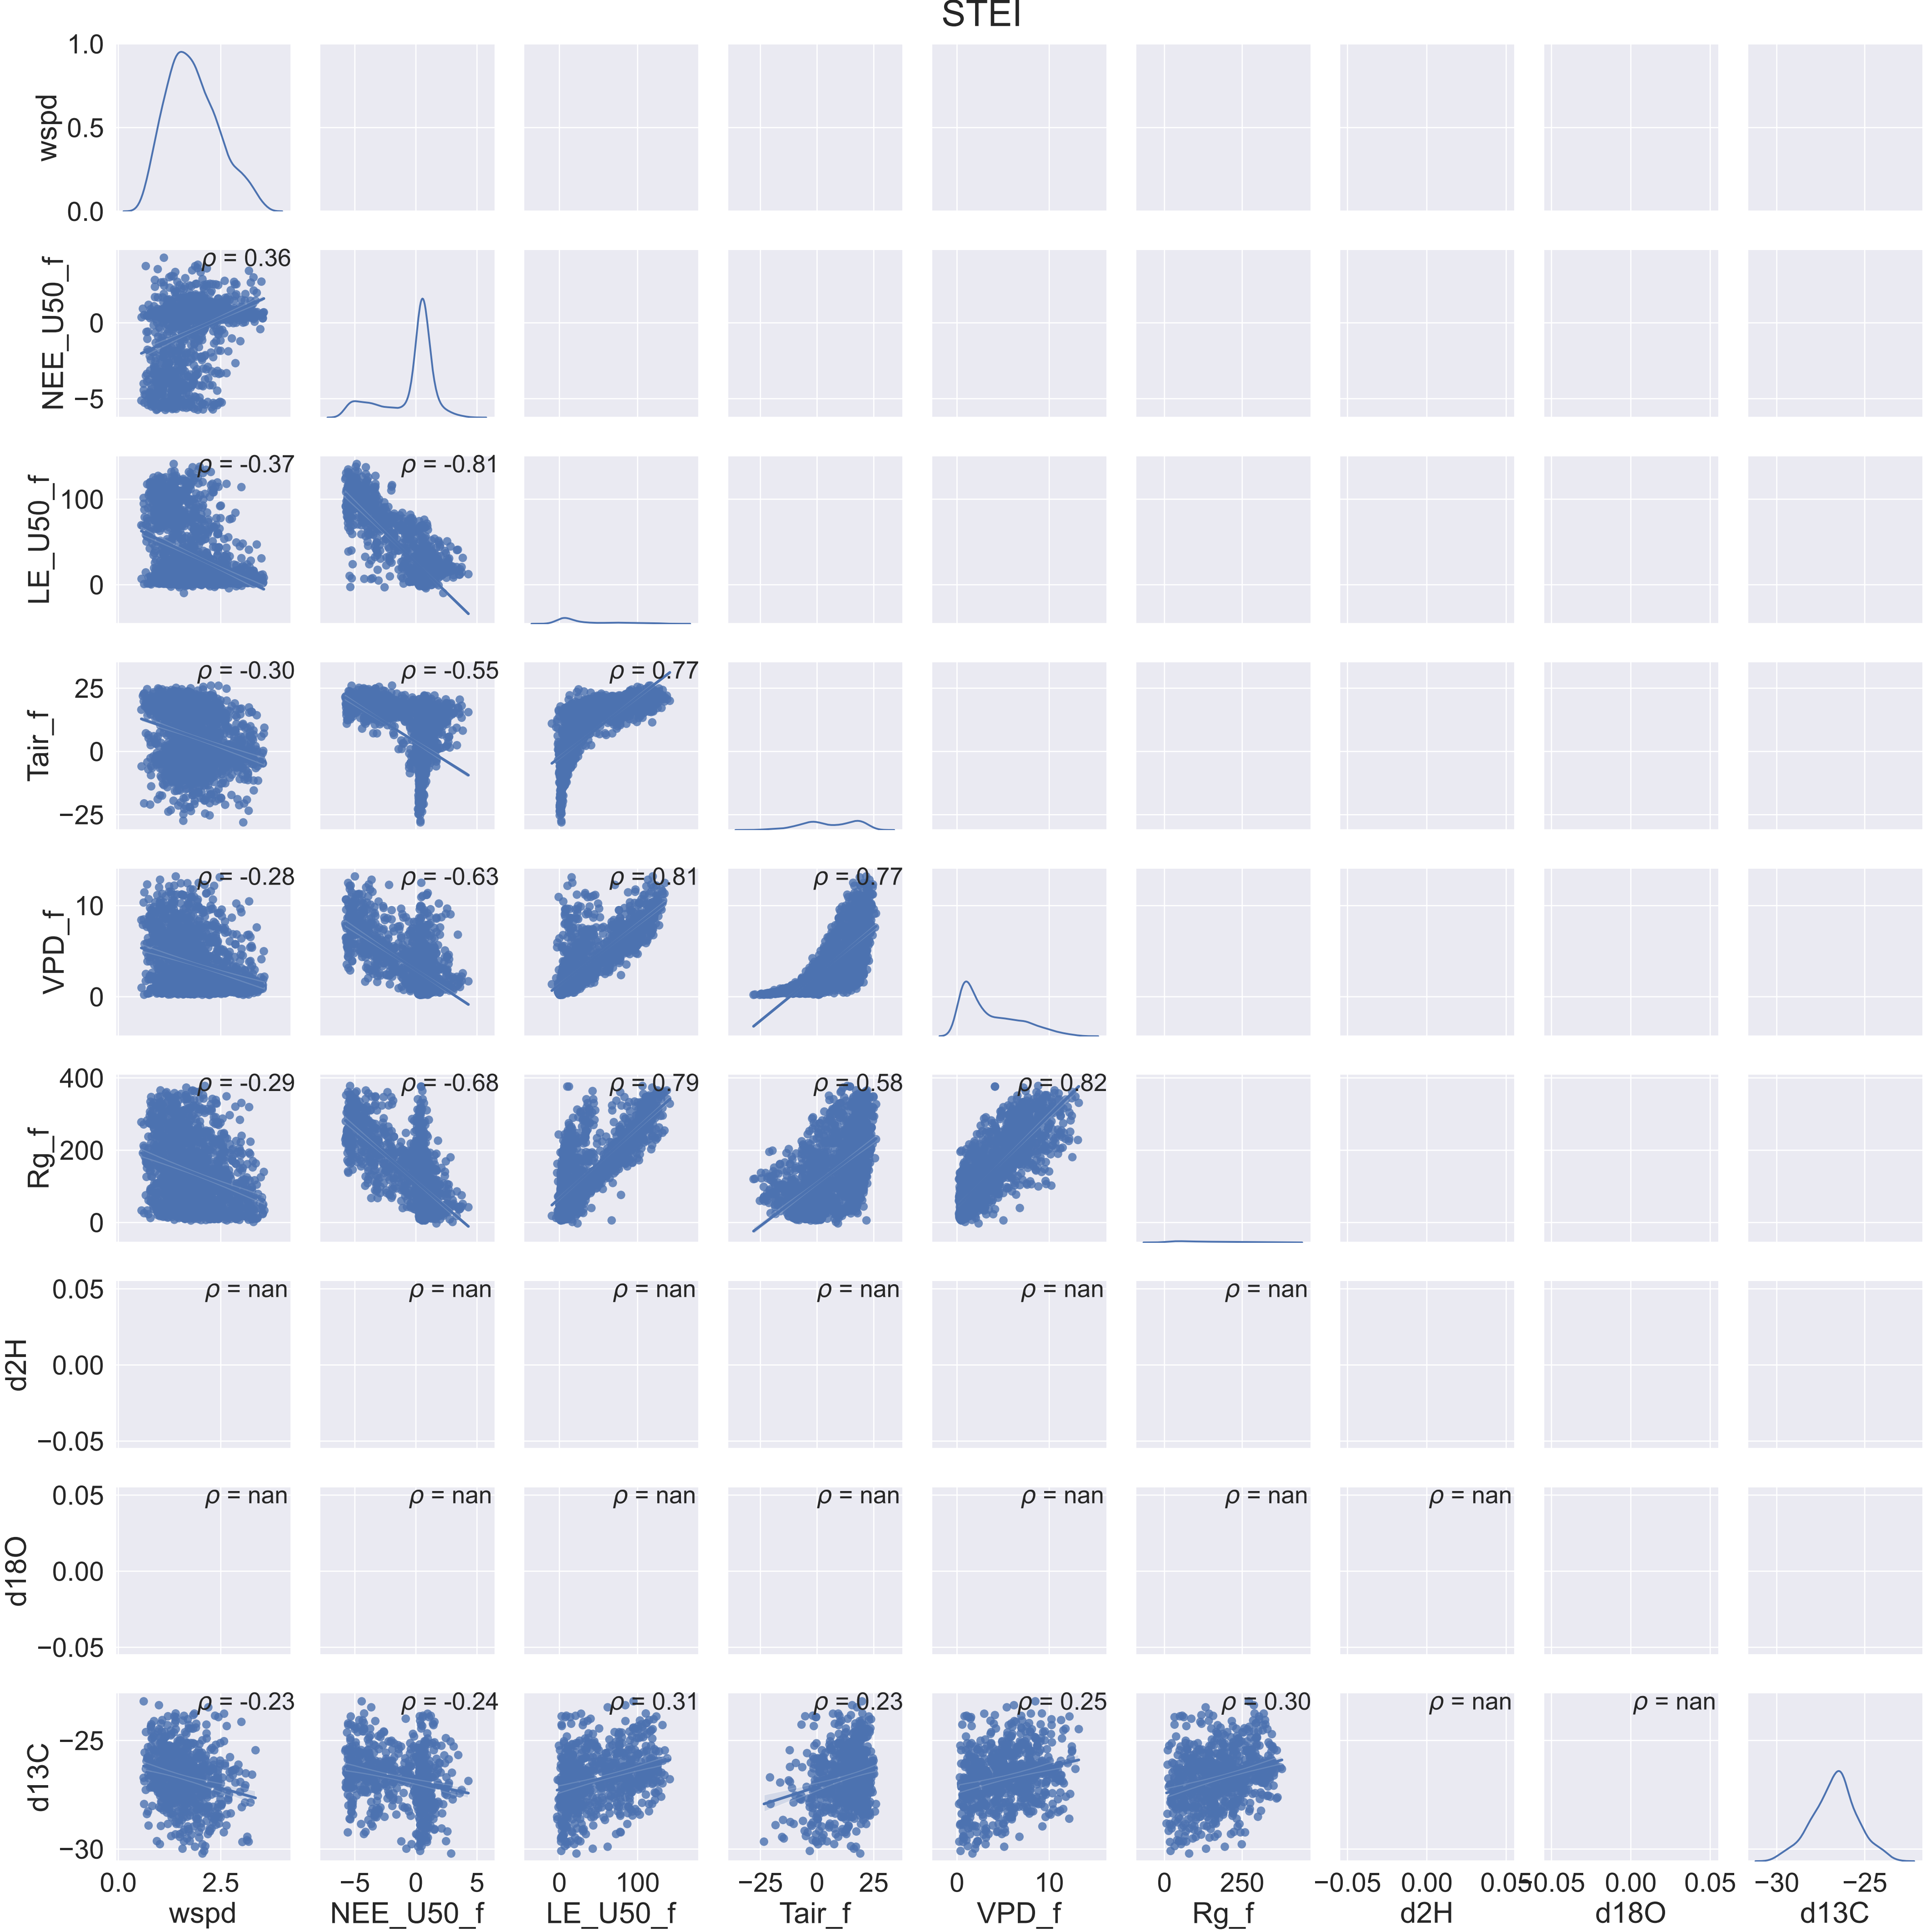 STEI
1.0
0.5
0.0
wspd
ρ = 0.36
0
−5
NEE_U50_f
ρ = -0.37
ρ = -0.81
100
0
LE_U50_f
ρ = -0.30
ρ = -0.55
ρ = 0.77
25
0
−25
Tair_f
ρ = -0.28
ρ = -0.63
ρ = 0.81
ρ = 0.77
10
0
VPD_f
ρ = -0.29
ρ = -0.68
ρ = 0.79
ρ = 0.58
ρ = 0.82
400
200
0
Rg_f
ρ = nan
ρ = nan
ρ = nan
ρ = nan
ρ = nan
ρ = nan
0.05
0.00
−0.05
d2H
ρ = nan
ρ = nan
ρ = nan
ρ = nan
ρ = nan
ρ = nan
ρ = nan
0.05
0.00
−0.05
d18O
ρ = -0.23
ρ = -0.24
ρ = 0.31
ρ = 0.23
ρ = 0.25
ρ = 0.30
ρ = nan
ρ = nan
−25
−30
d13C
0.0 2.5
−5 0 5
0 100
−25 0 25
0 10
0 250
−0.05 0.00 0.05
−0.05 0.00 0.05
−30 −25
wspd
NEE_U50_f
LE_U50_f
Tair_f
VPD_f
Rg_f
d2H
d18O
d13C